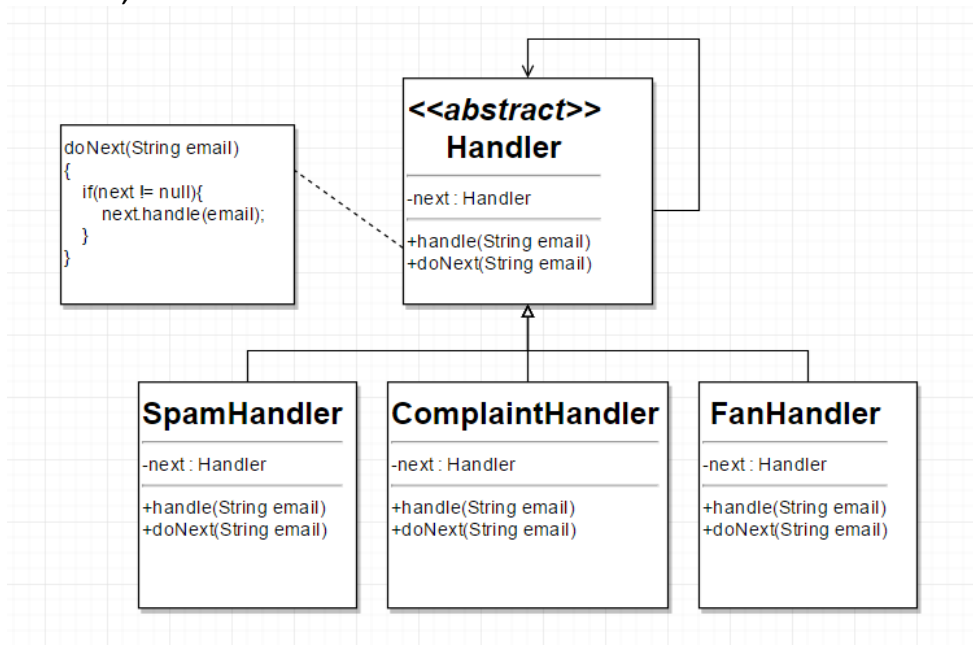 <<abstract>>
Handler
-next : Handler
+handle(String email)
+doNext(String email)
doNext(String email)
{
if(next != null){
next.handle(email);
}
}
SpamHandler
-next : Handler
+handle(String email)
+doNext(String email)
ComplaintHandler
-next : Handler
+handle(String email)
+doNext(String email)
FanHandler
-next : Handler
+handle(String email)
+doNext(String email)